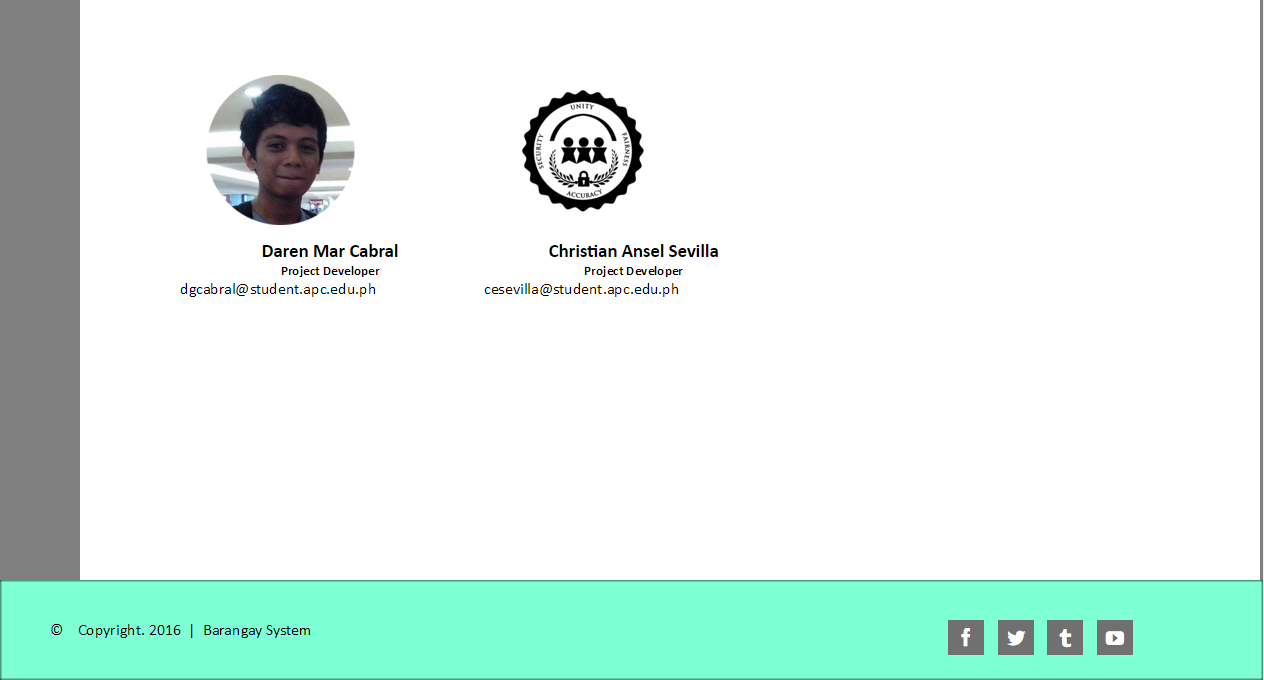 UNITY
SECURITY
FAIRNESS
ACCURACY
Daren Mar Cabral
Christian Ansel Sevilla
Project Developer
Project Developer
dgcabral@student.apc.edu.ph
cesevilla@student.apc.edu.ph
© Copyright. 2016 | Barangay System